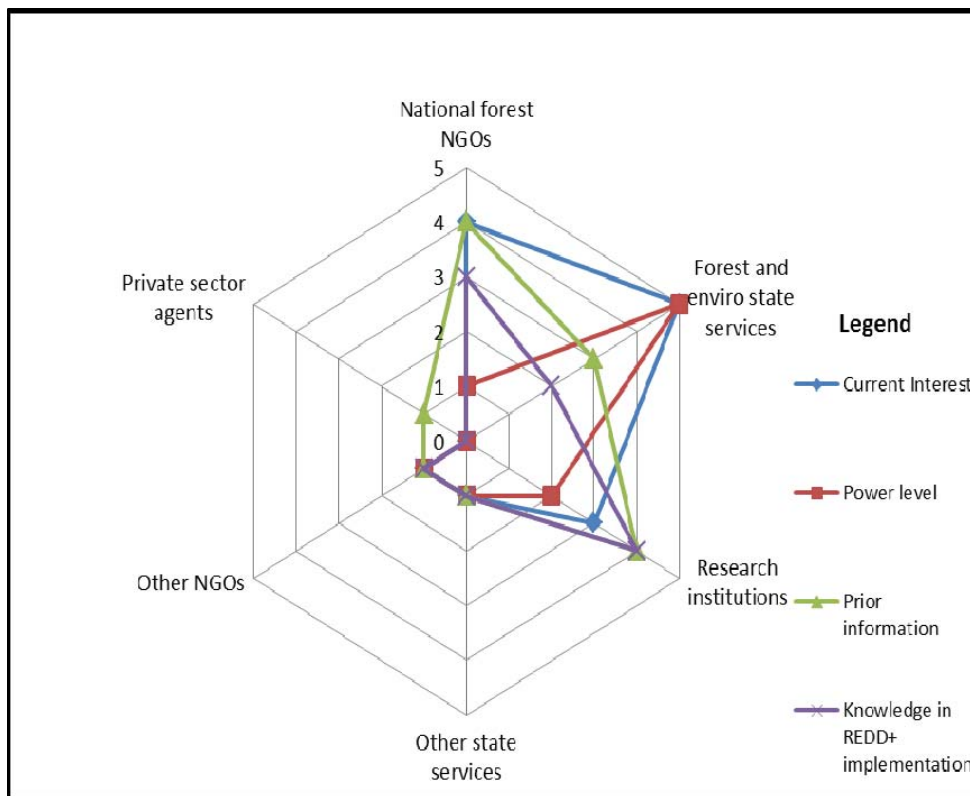 National forest
NGOs
5
4
3
2
1
0
Private sector
agents
Forest and
enviro state
services
Other NGOs
Research
institutions
Other state
services
Legend
Current Interest
Power level
Prior
information
Knowledge in
REDD+
implementation